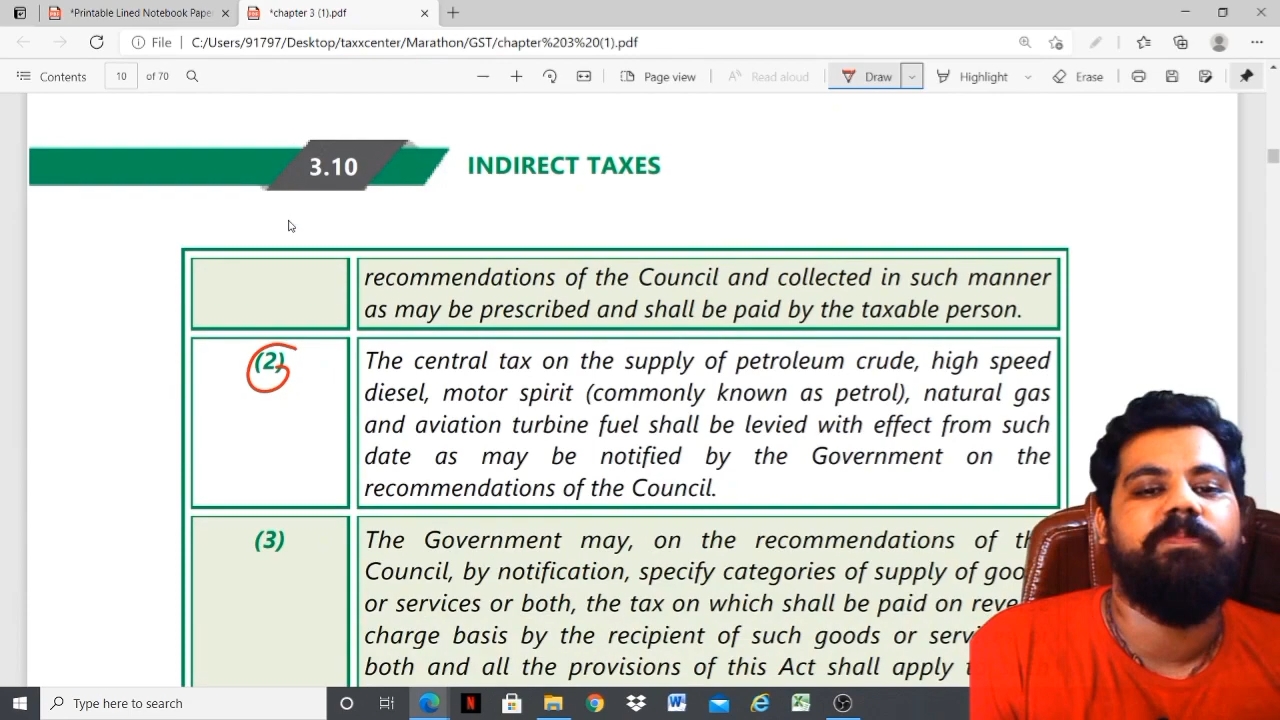 *Printable Lined Notebook Pape
*chapter 3 (1).pdf
File
C:/Users/91797/Desktop/taxxcenter/Marathon/GST/chapter%203%20(1).pdf
Contents
10
of 70
Page view
Read aloud
Draw
Highlight
Erase
3.10
INDIRECT TAXES
recommendations of the Council and collected in such manner
as may be prescribed and shall be paid by the taxable person.
(2)
The central tax on the supply of petroleum crude, high speed
diesel, motor spirit (commonly known as petrol), natural gas
and aviation turbine fuel shall be levied with effect from such
date as may be notified by the Government on the
recommendations of the Council.
(3)
The Government may, on the recommendations of
Council, by notification, specify categories of supply of
or services or both, the tax on which shall be paid on
charge basis by the recipient of such goods or
both and all the provisions of this Act shall apply
Type here to search